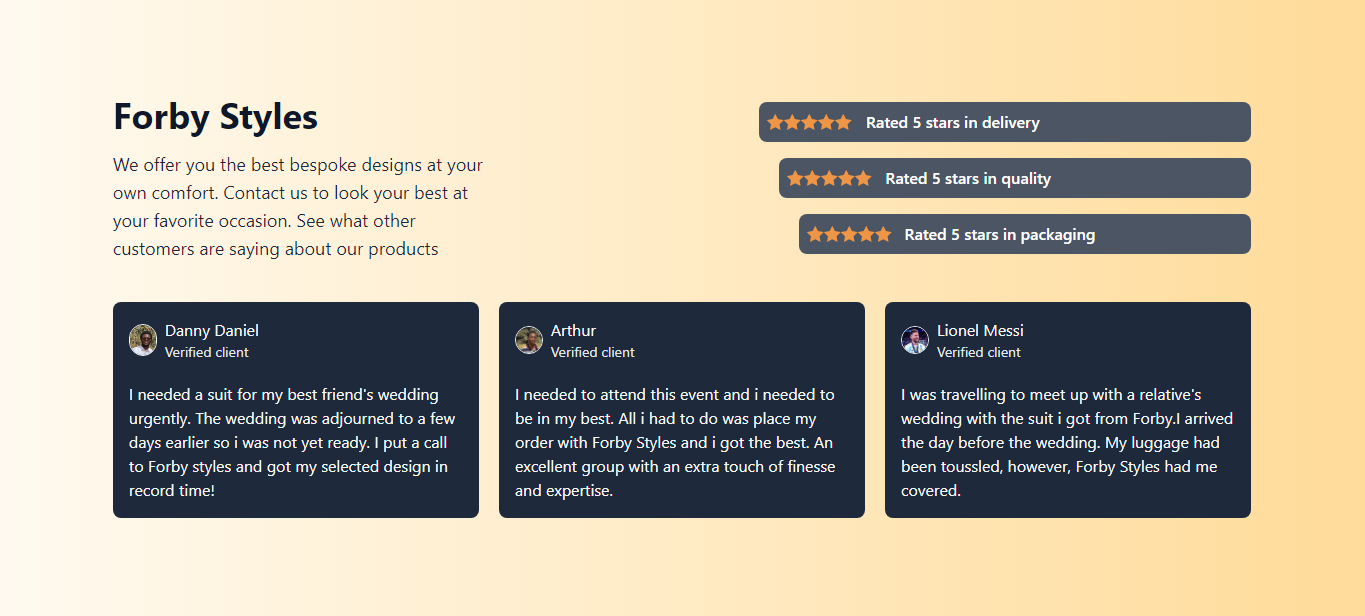 Forby Styles
We offer you the best bespoke designs at your
own comfort. Contact us to look your best at
your favorite occasion. See what other
customers are saying about our products
Rated 5 stars in delivery
Rated 5 stars in quality
Rated 5 stars in packaging
Danny Daniel
Verified client
I needed a suit for my best friend's wedding
urgently. The wedding was adjourned to a few
days earlier so i was not yet ready. I put a call
to Forby styles and got my selected design in
record time!
Arthur
Verified client
I needed to attend this event and i needed to
be in my best. All i had to do was place my
order with Forby Styles and i got the best. An
excellent group with an extra touch of finesse
and expertise.
Lionel Messi
Verified client
I was travelling to meet up with a relative's
wedding with the suit i got from Forby.I arrived
the day before the wedding. My luggage had
been toussled, however, Forby Styles had me
covered.